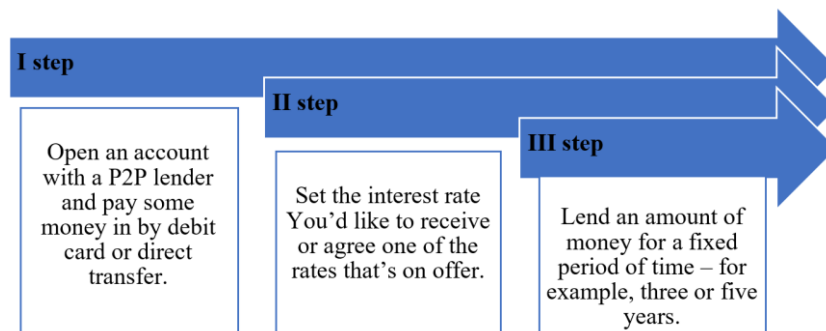 I step
Open an account
with a P2P lender
and pay some
money in by debit
card or direct
transfer.
II step
Set the interest rate
You’d like to receive
or agree one of the
rates that’s on offer.
III step
Lend an amount of
money for a fixed
period of time – for
example, three or five
years.